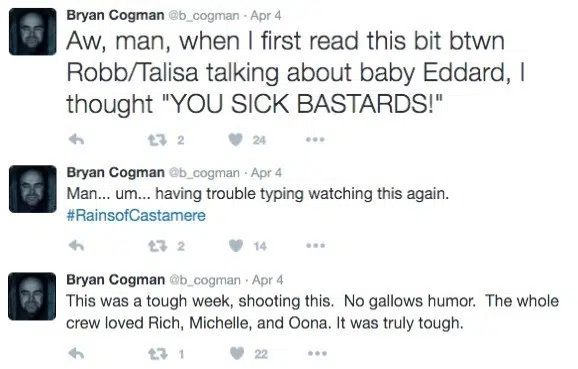 Bryan Cogman @b_cogman · Apr 4
Aw, man, when I first read this bit btwn
Robb/Talisa talking about baby Eddard, I
thought "YOU SICK BASTARDS!"
2 24
Bryan Cogman @b_cogman · Apr 4
Man... um... having trouble typing watching this again.
#RainsofCastamere
2 14
Bryan Cogman @b_cogman · Apr 4
This was a tough week, shooting this.  No gallows humor.  The whole
crew loved Rich, Michelle, and Oona. It was truly tough.
1 22